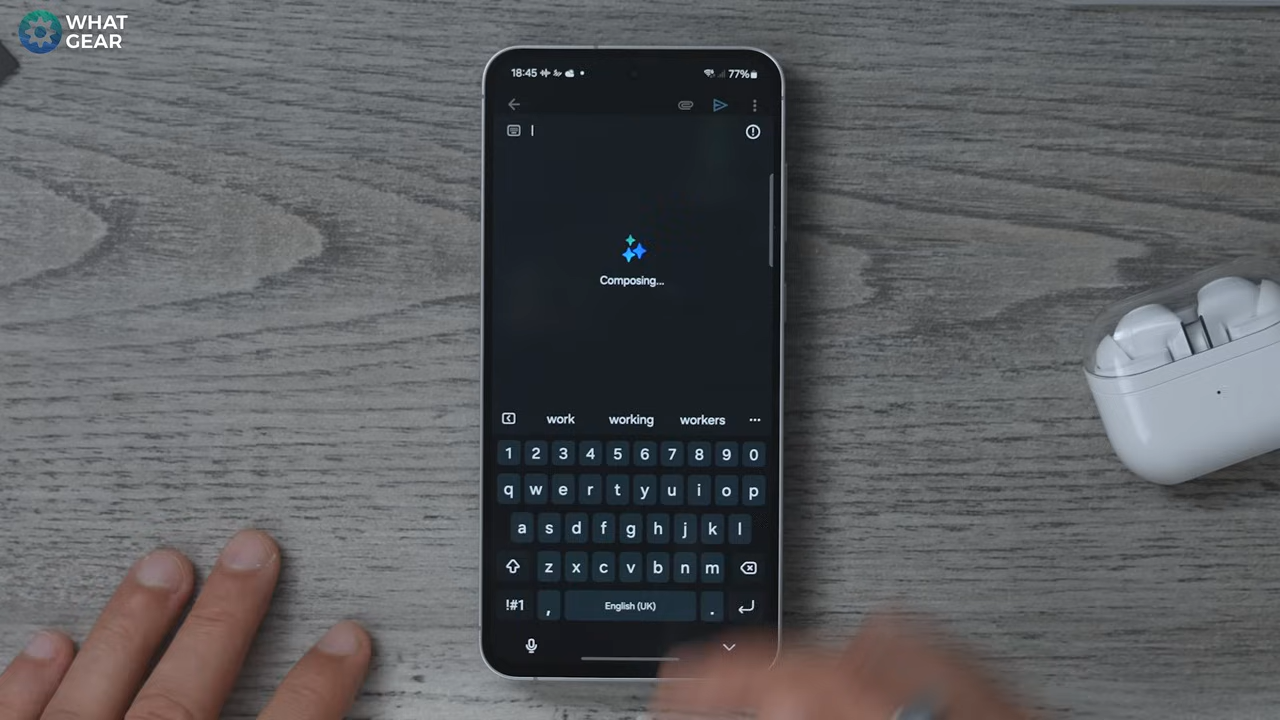 WHAT
GEAR
18:45 77%
Composing...
work working workers
1 2 3 4 5 6 7 8 9 0
q w e r t y u i o p
a s d f g h j k l
z x c v b n m
!#1 , English (UK) .